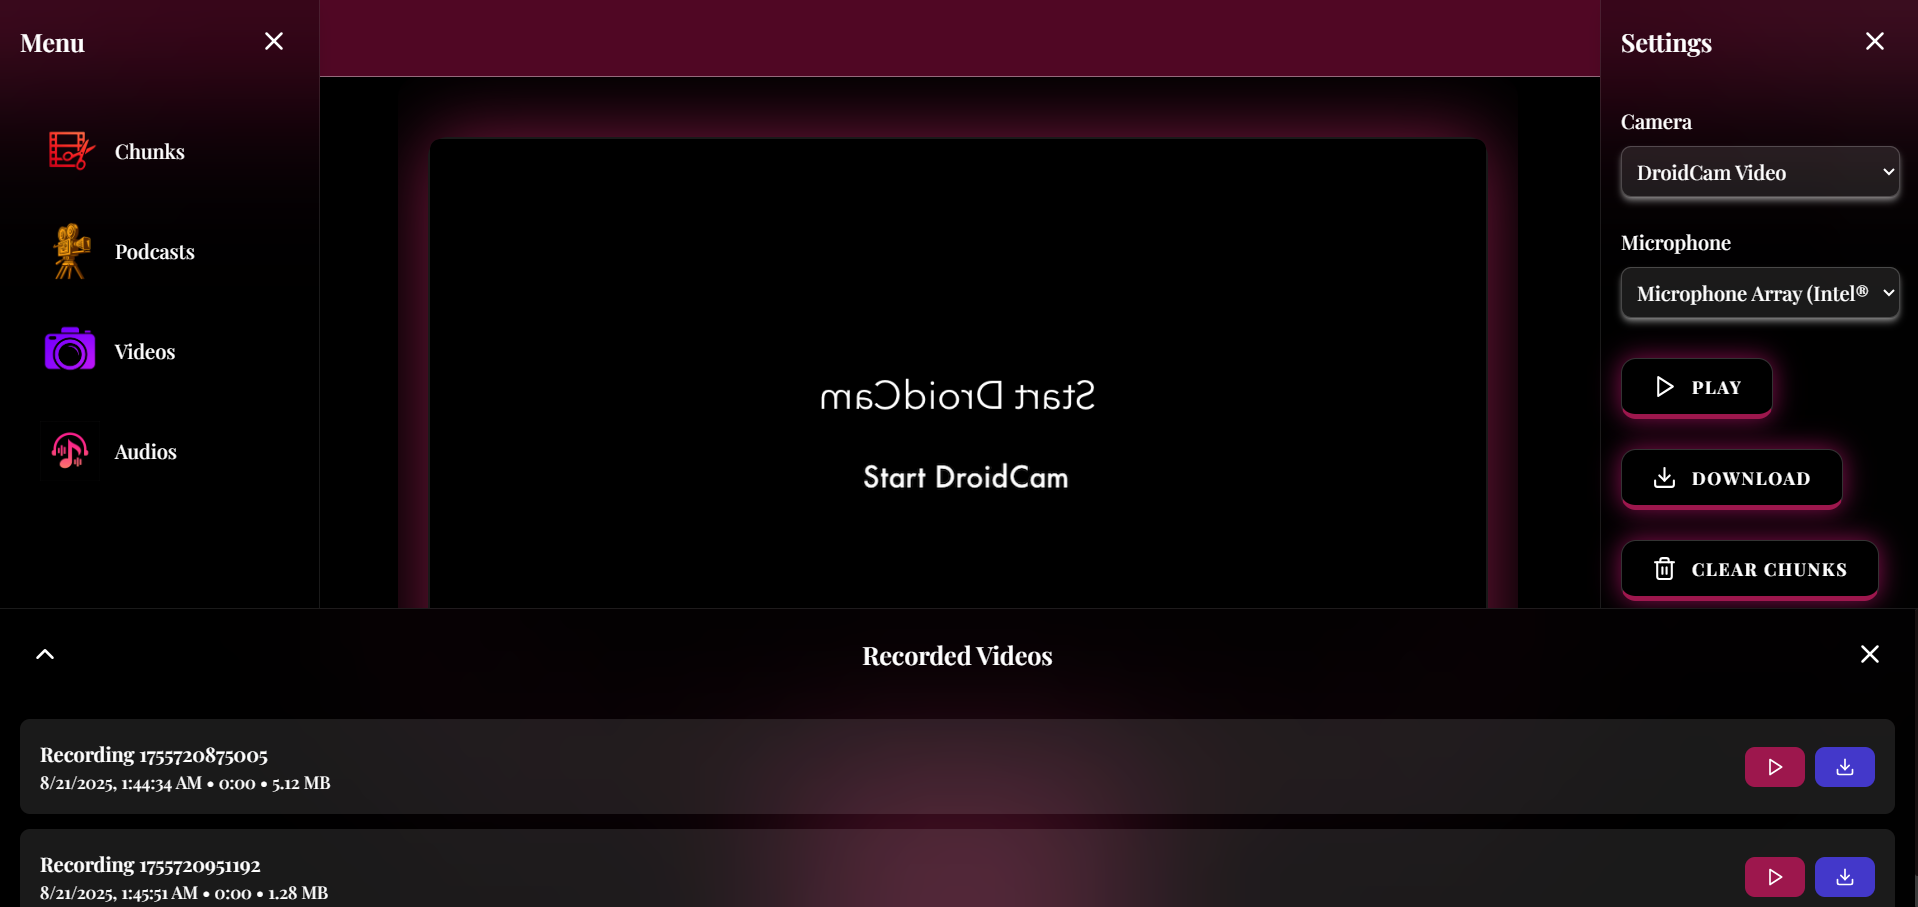 Menu
Chunks
Podcasts
Videos
Audios
Start DroidCam
Start DroidCam
Settings
Camera
DroidCam Video
Microphone
Microphone Array (Intel®
PLAY
DOWNLOAD
CLEAR CHUNKS
Recorded Videos
Recording 1755720875005
8/21/2025, 1:44:34 AM • 0:00 • 5.12 MB
Recording 1755720951192
8/21/2025, 1:45:51 AM • 0:00 • 1.28 MB